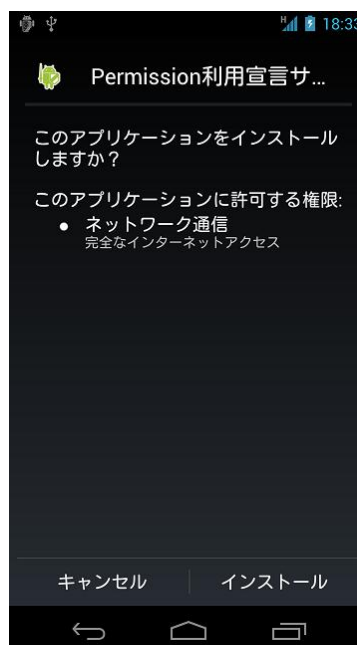 H 18:33
Permission利用宣言サ...
このアプリケーションをインストール
しますか？
このアプリケーションに許可する権限:
● ネットワーク通信
完全なインターネットアクセス
キャンセル インストール